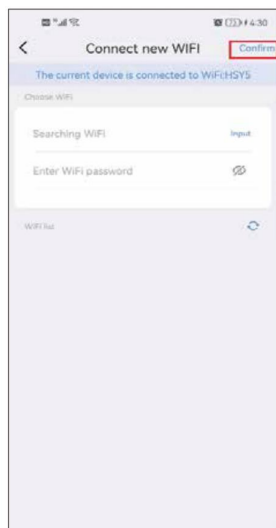 4:30
Connect new WIFI
Confirm
The current device is connected to WiFi:HSY5
Choose WiFi
Searching WiFi
Input
Enter WiFi password
WiFi list